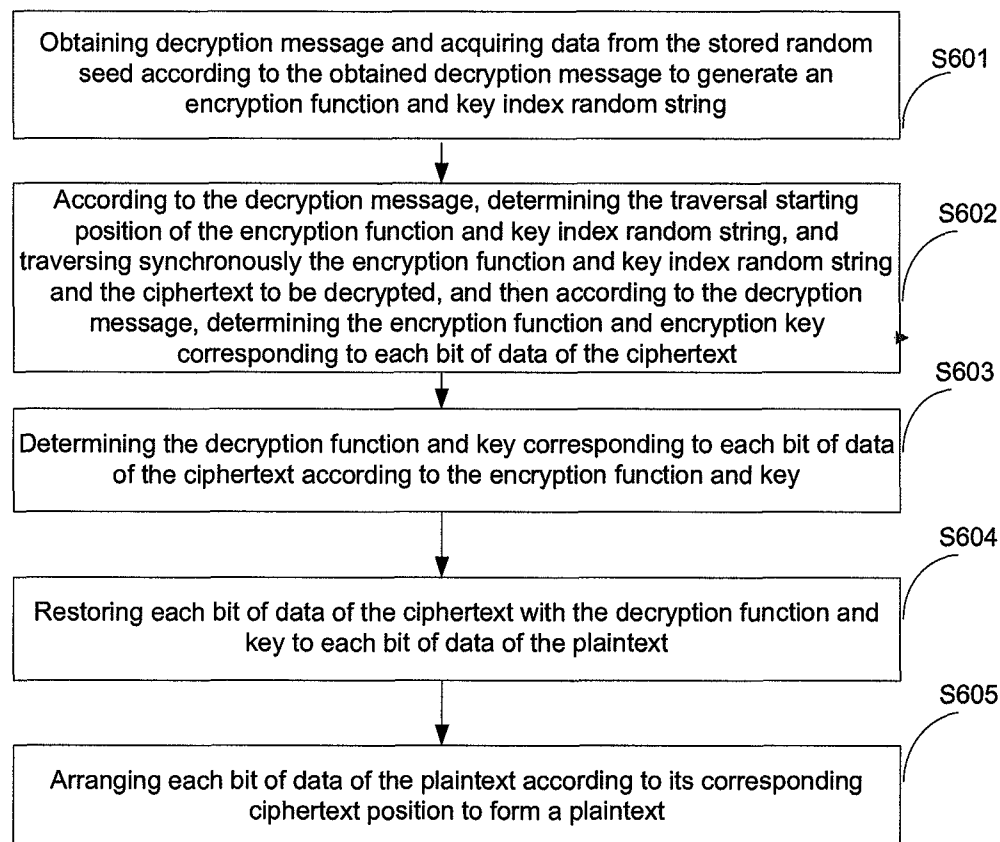 Obtaining decryption message and acquiring data from the stored random
seed according to the obtained decryption message to generate an
encryption function and key index random string
S601
According to the decryption message, determining the traversal starting
position of the encryption function and key index random string, and
traversing synchronously the encryption function and key index random string
and the ciphertext to be decrypted, and then according to the decryption
message, determining the encryption function and encryption key
corresponding to each bit of data of the ciphertext
S602
Determining the decryption function and key corresponding to each bit of data
of the ciphertext according to the encryption function and key
S603
Restoring each bit of data of the ciphertext with the decryption function and
key to each bit of data of the plaintext
S604
Arranging each bit of data of the plaintext according to its corresponding
ciphertext position to form a plaintext
S605